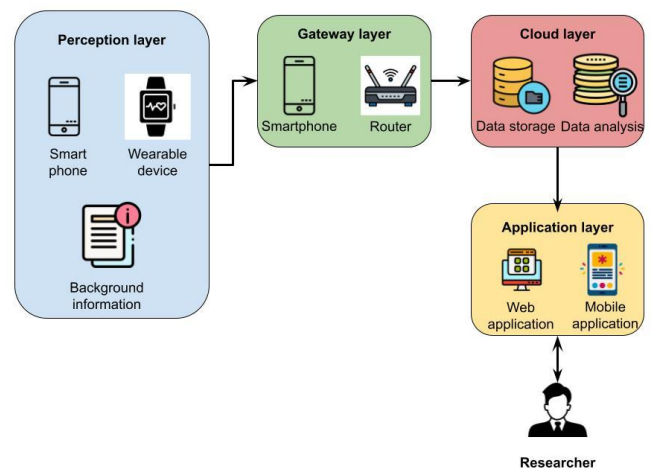 Perception layer
Smart
phone
Wearable
device
Background
information
Gateway layer
Smartphone
Router
Cloud layer
Data storage
Data analysis
Application layer
Web
application
Mobile
application
Researcher